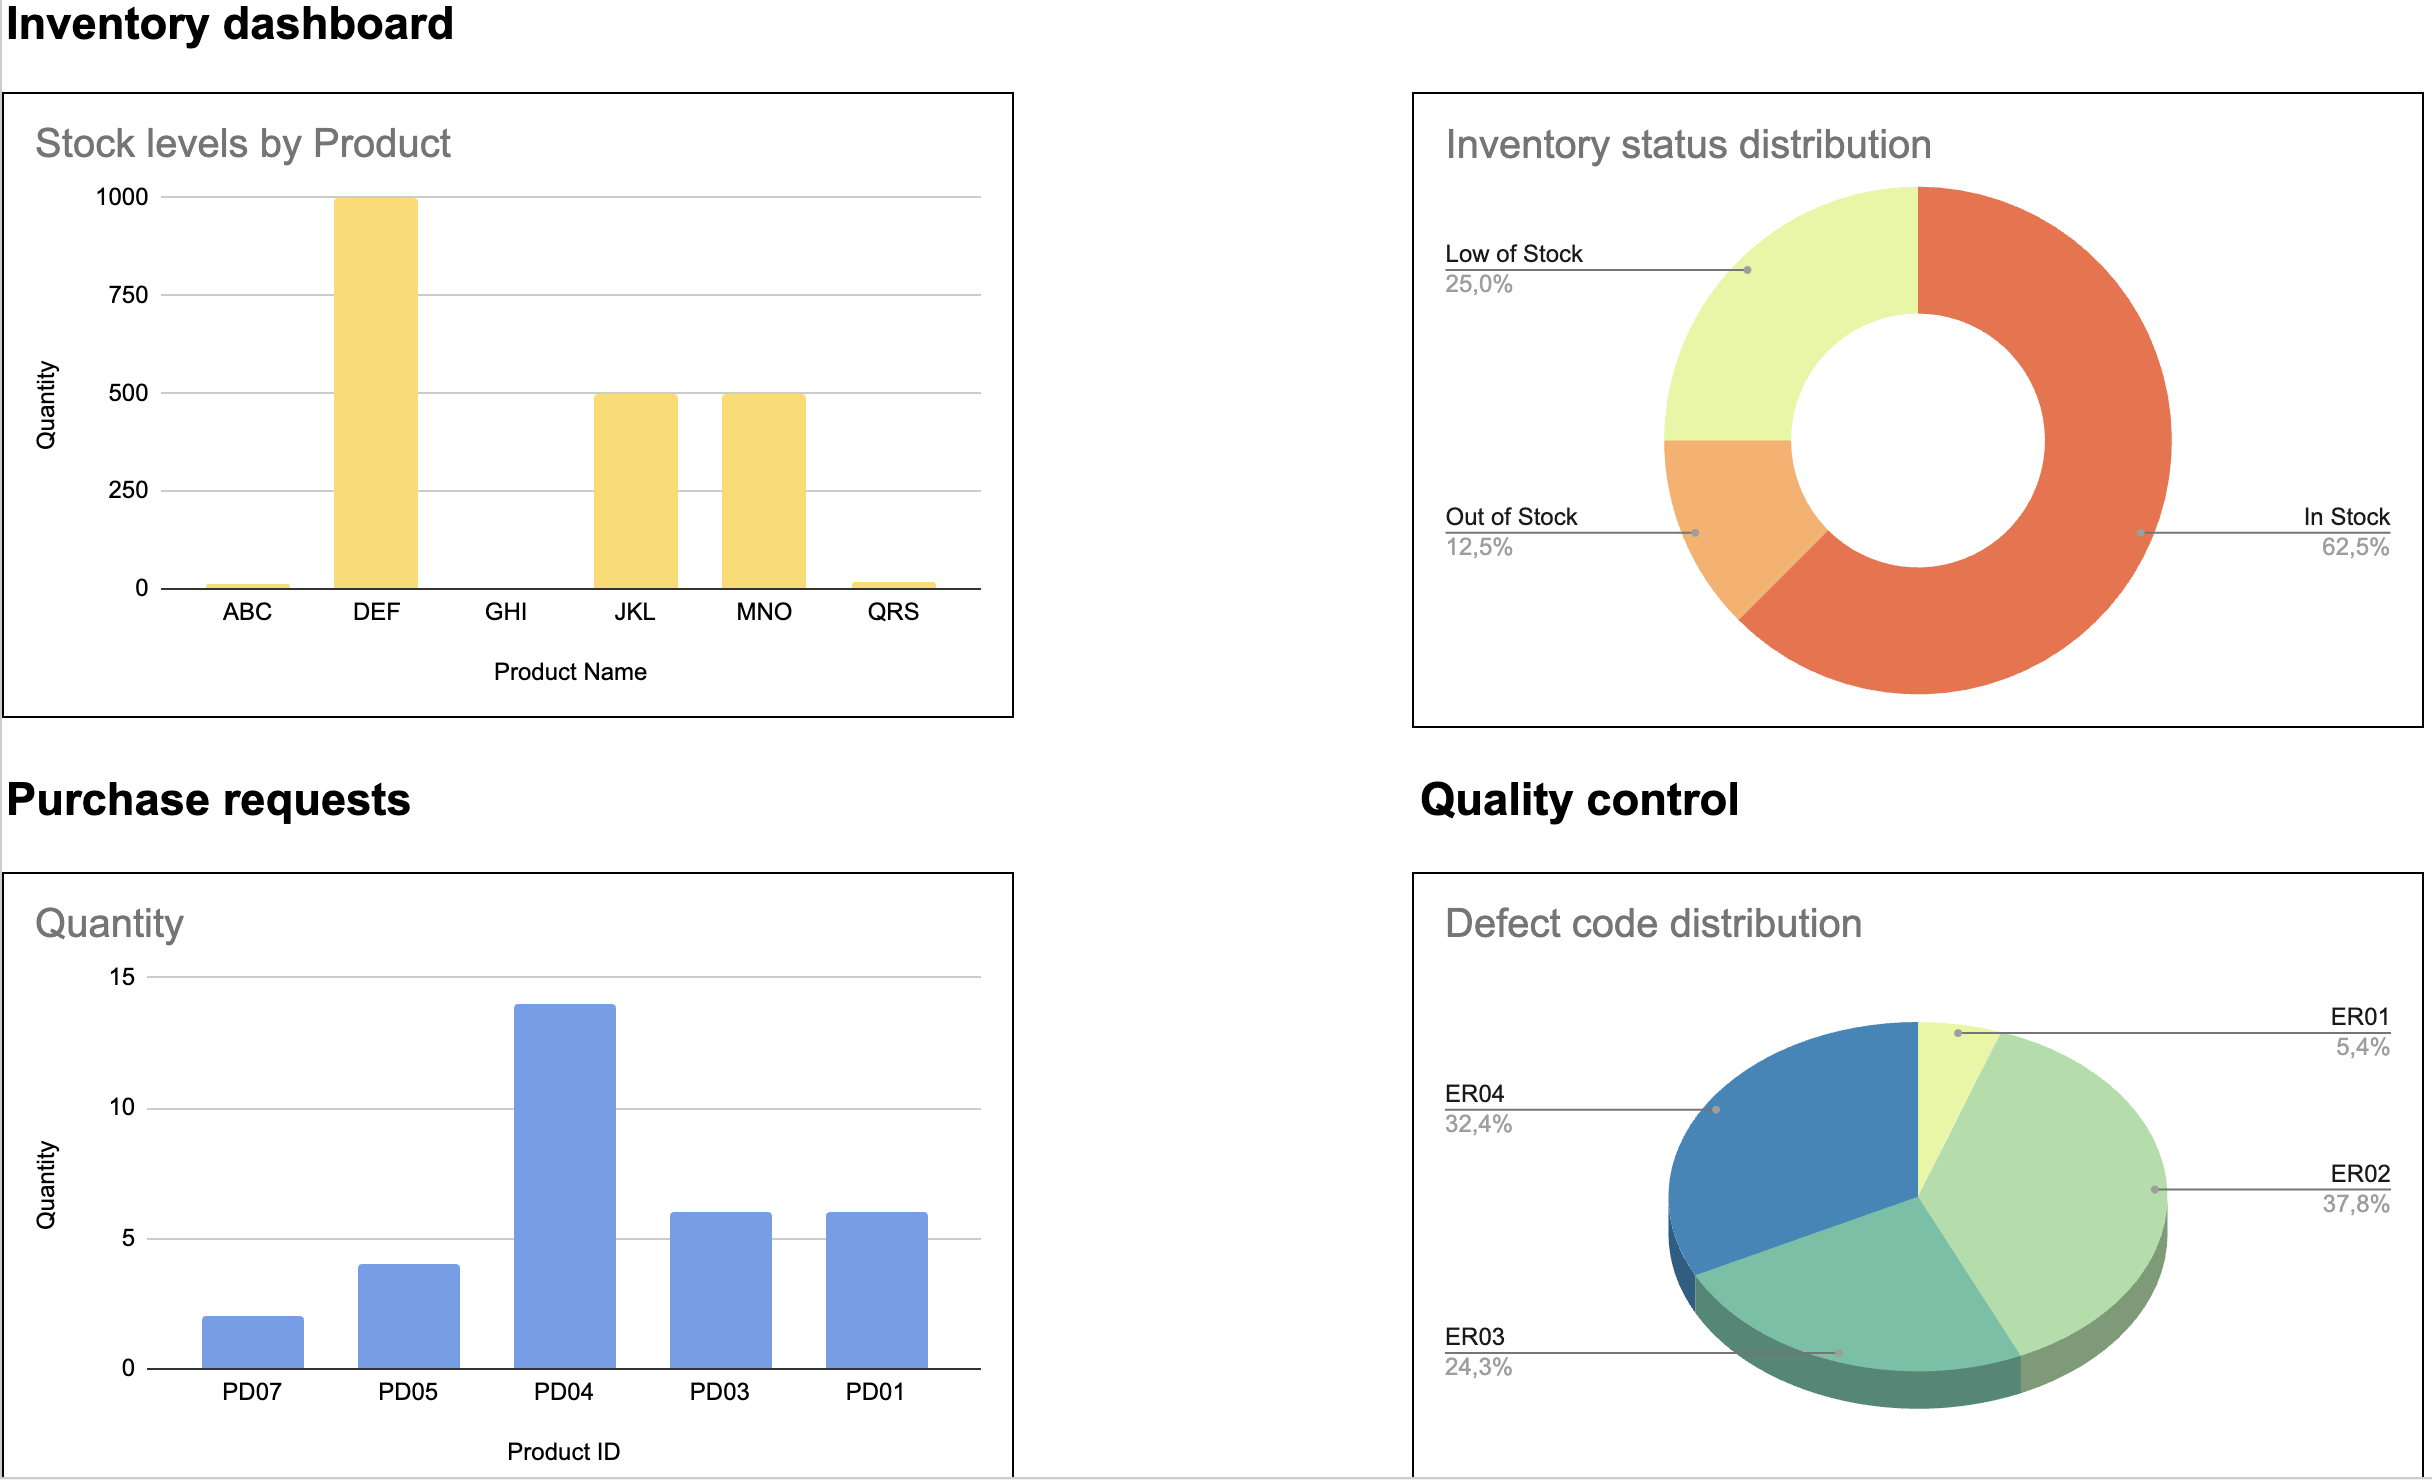 Inventory dashboard
Stock levels by Product
1000
750
500
250
0
Quantity
ABC DEF GHI JKL MNO QRS
Product Name
Inventory status distribution
Low of Stock
25,0%
Out of Stock
12,5%
In Stock
62,5%
Purchase requests
Quantity
15
10
5
0
Quantity
PD07 PD05 PD04 PD03 PD01
Product ID
Quality control
Defect code distribution
ER01
5,4%
ER04
32,4%
ER02
37,8%
ER03
24,3%